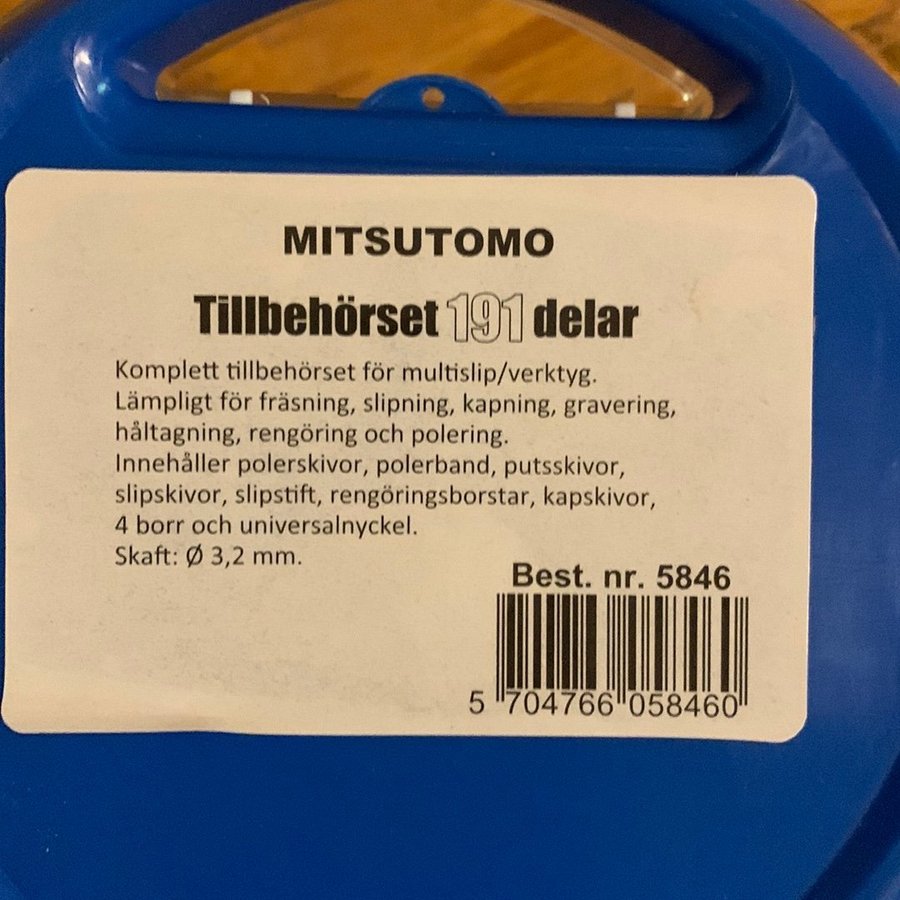 MITSUTOMO
Tillbehörset 191 delar
Komplett tillbehörset för multislip/verktyg.
Lämpligt för fräsning, slipning, kapning, gravering,
håltagning, rengöring och polering.
Innehåller polerskivor, polerband, putsskivor,
slipskivor, slipstift, rengöringsborstar, kapskivor,
4 borr och universalnyckel.
Skaft: Ø 3,2 mm.
Best. nr. 5846
5 704766 058460